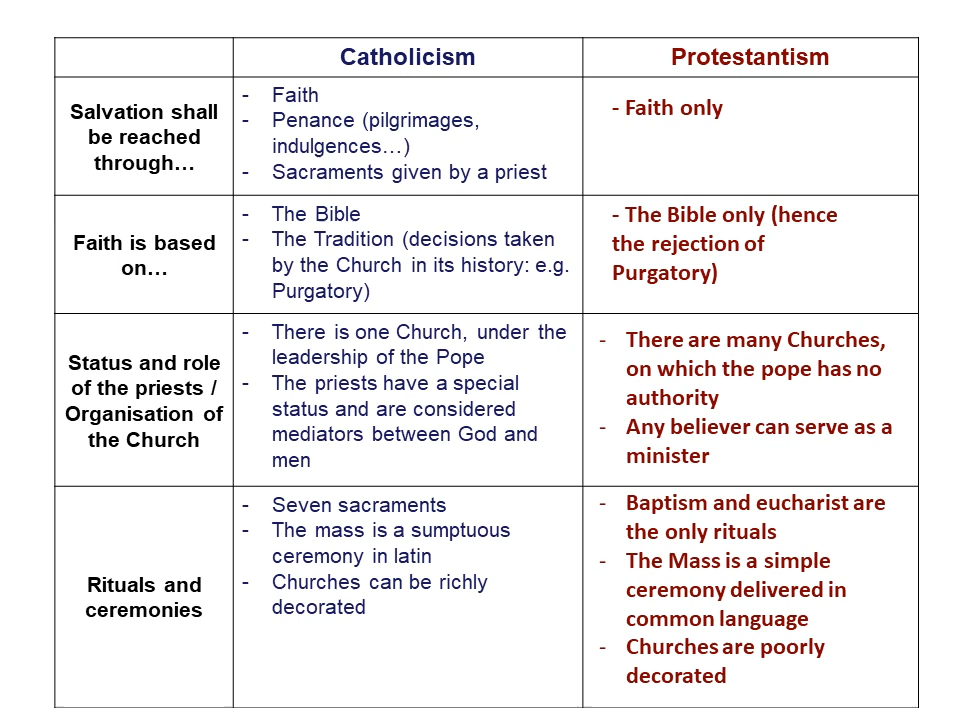 Catholicism
Protestantism
Salvation shall
be reached
through…
- Faith
- Penance (pilgrimages,
indulgences…)
- Sacraments given by a priest
- Faith only
Faith is based
on…
- The Bible
- The Tradition (decisions taken
by the Church in its history: e.g.
Purgatory)
- The Bible only (hence
the rejection of
Purgatory)
Status and role
of the priests /
Organisation of
the Church
- There is one Church, under the
leadership of the Pope
- The priests have a special
status and are considered
mediators between God and
men
- There are many Churches,
on which the pope has no
authority
- Any believer can serve as a
minister
Rituals and
ceremonies
- Seven sacraments
- The mass is a sumptuous
ceremony in latin
- Churches can be richly
decorated
- Baptism and eucharist are
the only rituals
- The Mass is a simple
ceremony delivered in
common language
- Churches are poorly
decorated